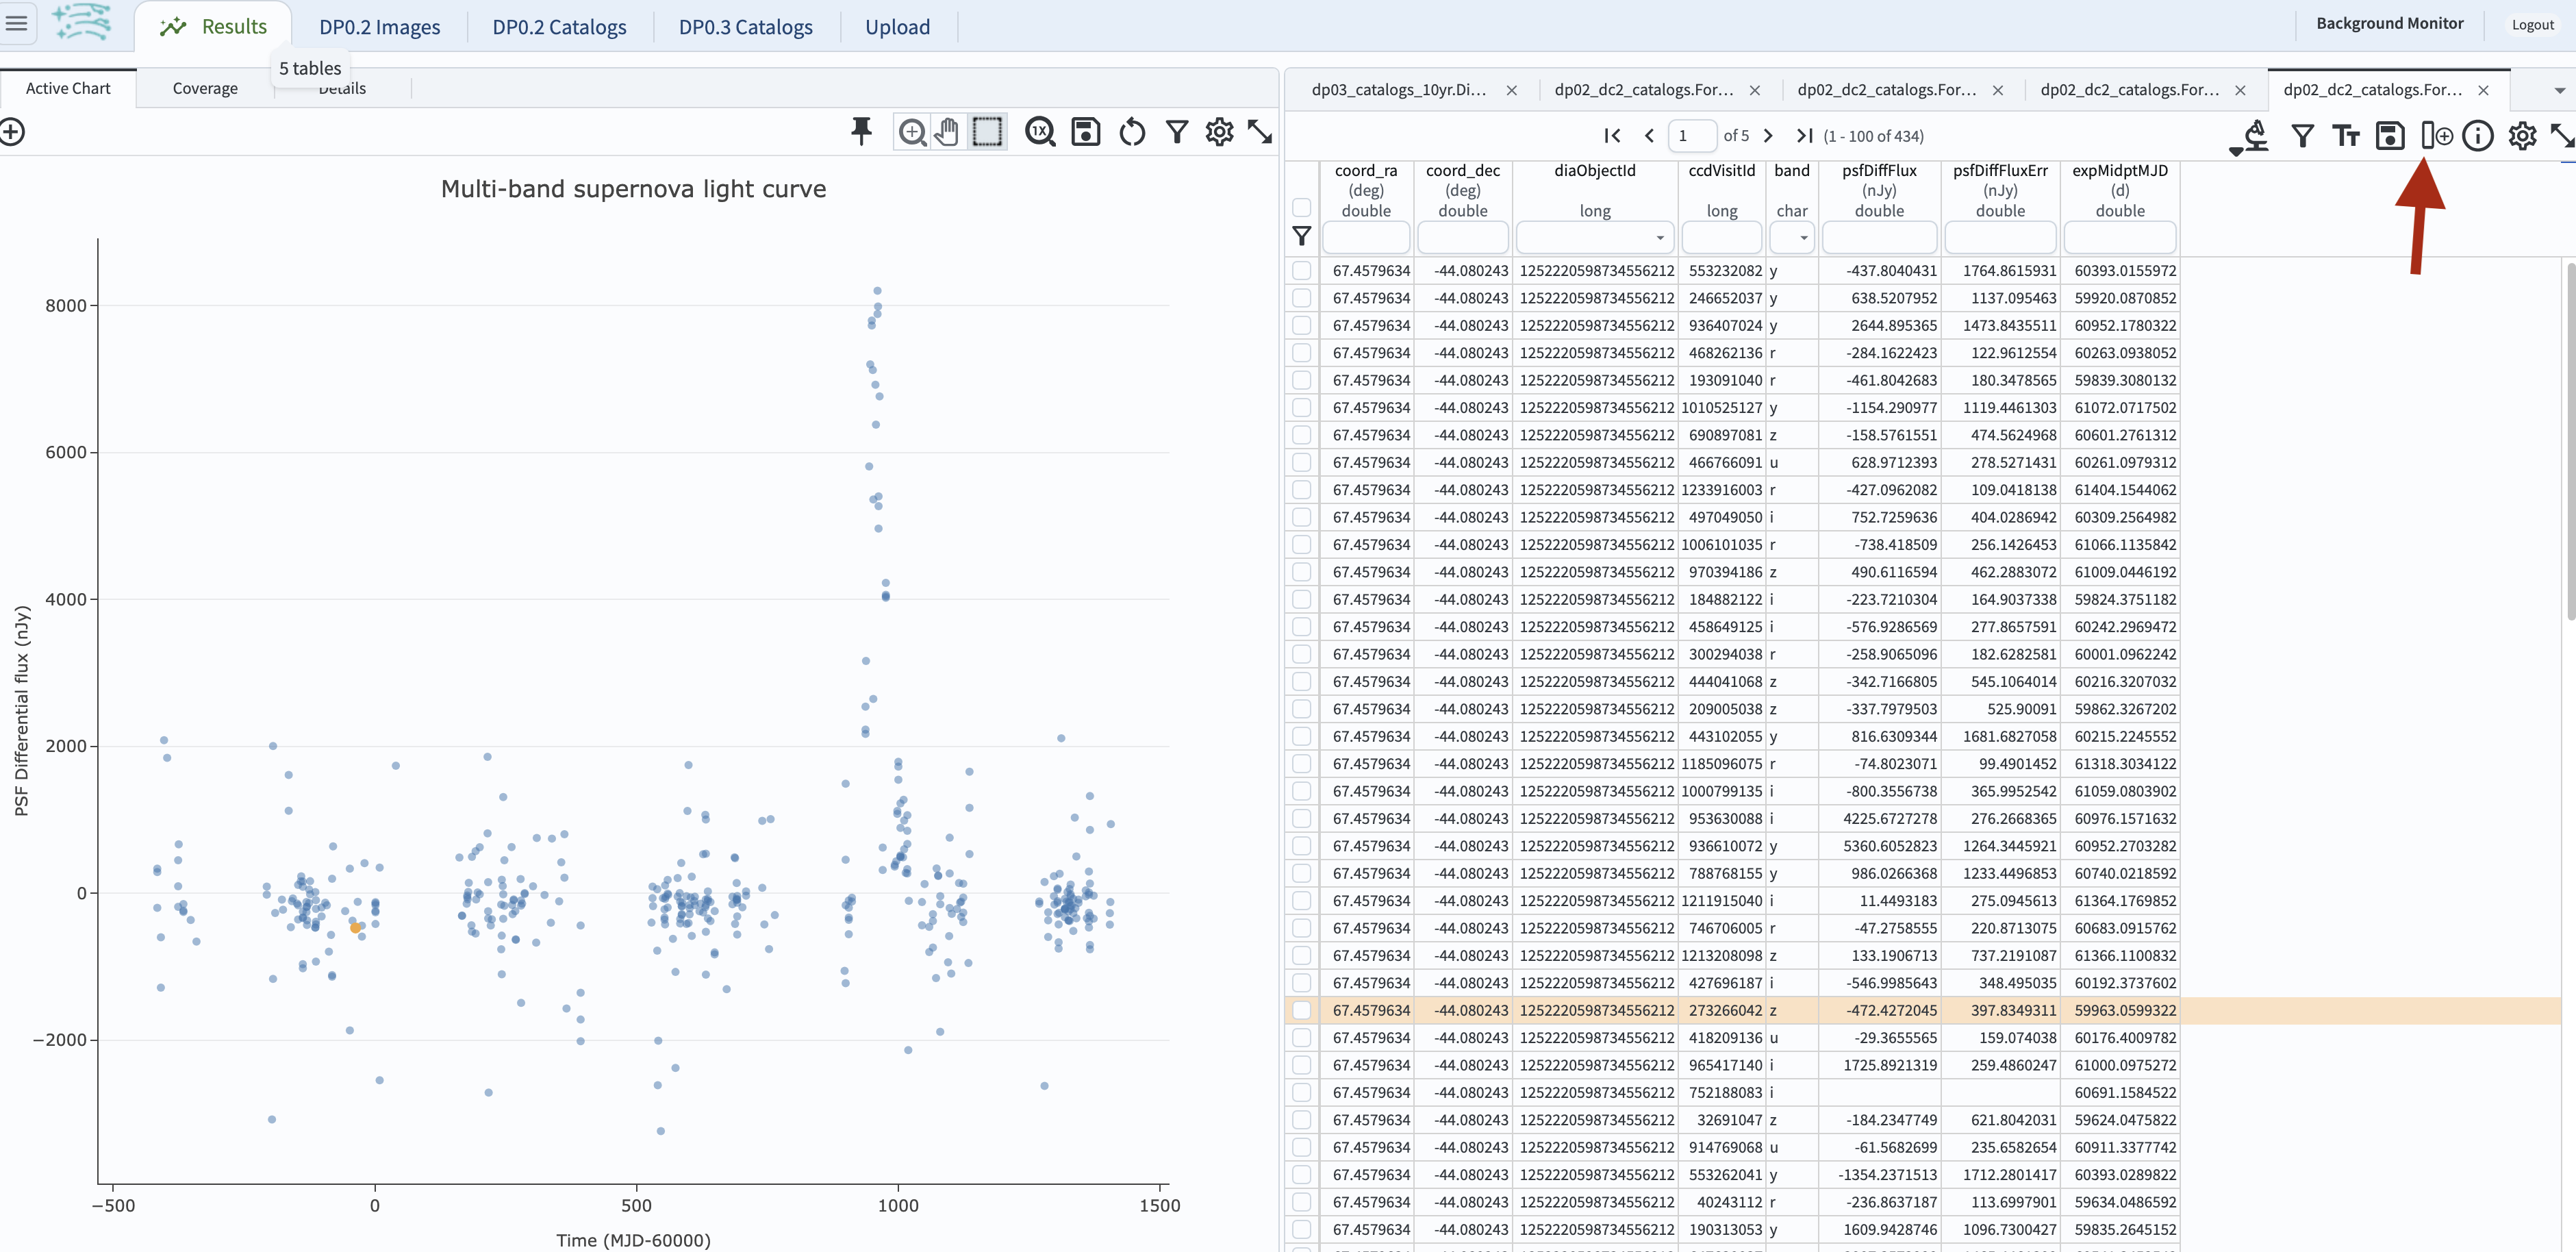 Results
DP0.2 Images
DP0.2 Catalogs
DP0.3 Catalogs
Upload
Background Monitor
Logout
5 tables
Active Chart
Coverage
Details
1X
Multi-band supernova light curve
8000
6000
4000
2000
0
−2000
PSF Differential flux (nJy)
−500 0 500 1000 1500
Time (MJD-60000)
dp03_catalogs_10yr.Di...
dp02_dc2_catalogs.For...
dp02_dc2_catalogs.For...
dp02_dc2_catalogs.For...
dp02_dc2_catalogs.For...
1 of 5 (1 - 100 of 434)
coord_ra coord_dec diaObjectId ccdVisitId band psfDiffFlux psfDiffFluxErr expMidptMJD
(deg) (deg) (nJy) (nJy) (d)
double double long long char double double double
67.4579634 -44.080243 1252220598734556212 553232082 y -437.8040431 1764.8615931 60393.0155972
67.4579634 -44.080243 1252220598734556212 246652037 y 638.5207952 1137.095463 59920.0870852
67.4579634 -44.080243 1252220598734556212 936407024 y 2644.895365 1473.8435511 60952.1780322
67.4579634 -44.080243 1252220598734556212 468262136 r -284.1622423 122.9612554 60263.0938052
67.4579634 -44.080243 1252220598734556212 193091040 r -461.8042683 180.3478565 59839.3080132
67.4579634 -44.080243 1252220598734556212 1010525127 y -1154.290977 1119.4461303 61072.0717502
67.4579634 -44.080243 1252220598734556212 690897081 z -158.5761551 474.5624968 60601.2761312
67.4579634 -44.080243 1252220598734556212 466766091 u 628.9712393 278.5271431 60261.0979312
67.4579634 -44.080243 1252220598734556212 1233916003 r -427.0962082 109.0418138 61404.1544062
67.4579634 -44.080243 1252220598734556212 497049050 i 752.7259636 404.0286942 60309.2564982
67.4579634 -44.080243 1252220598734556212 1006101035 r -738.418509 256.1426453 61066.1135842
67.4579634 -44.080243 1252220598734556212 970394186 z 490.6116594 462.2883072 61009.0446192
67.4579634 -44.080243 1252220598734556212 184882122 i -223.7210304 164.9037338 59824.3751182
67.4579634 -44.080243 1252220598734556212 458649125 i -576.9286569 277.8657591 60242.2969472
67.4579634 -44.080243 1252220598734556212 300294038 r -258.9065096 182.6282581 60001.0962242
67.4579634 -44.080243 1252220598734556212 444041068 z -342.7166805 545.1064014 60216.3207032
67.4579634 -44.080243 1252220598734556212 209005038 z -337.7979503 525.90091 59862.3267202
67.4579634 -44.080243 1252220598734556212 443102055 y 816.6309344 1681.6827058 60215.2245552
67.4579634 -44.080243 1252220598734556212 1185096075 r -74.8023071 99.4901452 61318.3034122
67.4579634 -44.080243 1252220598734556212 1000799135 i -800.3556738 365.9952542 61059.0803902
67.4579634 -44.080243 1252220598734556212 953630088 i 4225.6727278 276.2668365 60976.1571632
67.4579634 -44.080243 1252220598734556212 936610072 y 5360.6052823 1264.3445921 60952.2703282
67.4579634 -44.080243 1252220598734556212 788768155 y 986.0266368 1233.4496853 60740.0218592
67.4579634 -44.080243 1252220598734556212 1211915040 i 11.4493183 275.0945613 61364.1769852
67.4579634 -44.080243 1252220598734556212 746706005 r -47.2758555 220.8713075 60683.0915762
67.4579634 -44.080243 1252220598734556212 1213208098 z 133.1906713 737.2191087 61366.1100832
67.4579634 -44.080243 1252220598734556212 427696187 i -546.9985643 348.495035 60192.3737602
67.4579634 -44.080243 1252220598734556212 273266042 z -472.4272045 397.8349311 59963.0599322
67.4579634 -44.080243 1252220598734556212 418209136 u -29.3655565 159.074038 60176.4009782
67.4579634 -44.080243 1252220598734556212 965417140 i 1725.8921319 259.4860247 61000.0975272
67.4579634 -44.080243 1252220598734556212 752188083 i 60691.1584522
67.4579634 -44.080243 1252220598734556212 32691047 z -184.2347749 621.8042031 59624.0475822
67.4579634 -44.080243 1252220598734556212 914769068 u -61.5682699 235.6582654 60911.3377742
67.4579634 -44.080243 1252220598734556212 553262041 y -1354.2371513 1712.2801417 60393.0289822
67.4579634 -44.080243 1252220598734556212 40243112 r -236.8637187 113.6997901 59634.0486592
67.4579634 -44.080243 1252220598734556212 190313053 y 1609.9428746 1096.7300427 59835.2645152